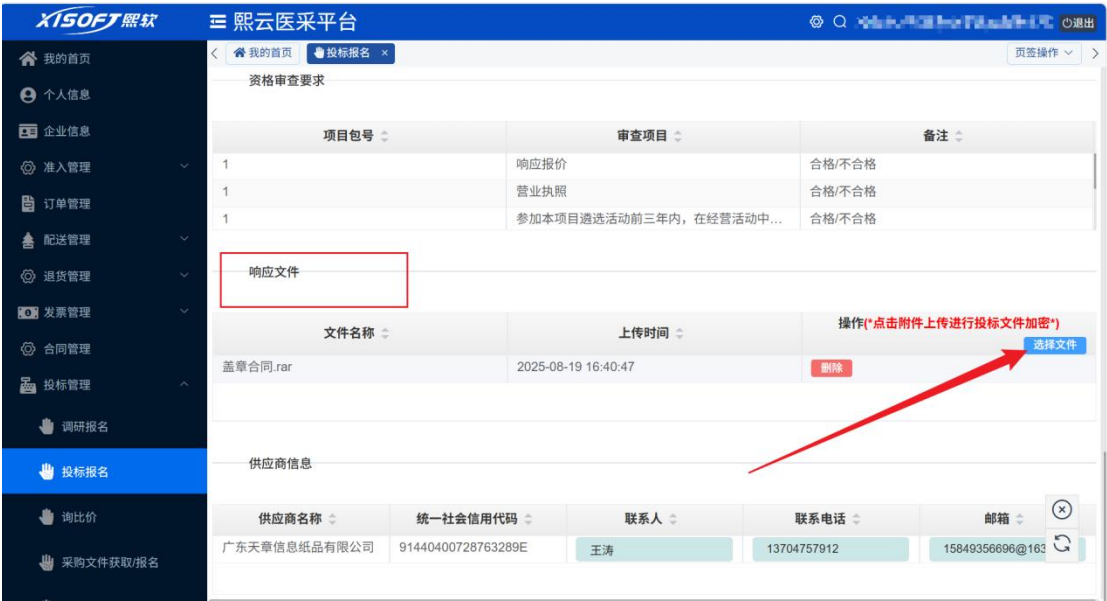 XISOFT熙软 熙云医采平台 退出
我的首页 我的首页 投标报名 × 页签操作
资格审查要求
个人信息
企业信息
项目包号 审查项目 备注
准入管理 1 响应报价 合格/不合格
1 营业执照 合格/不合格
订单管理
1 参加本项目遴选活动前三年内，在经营活动中... 合格/不合格
配送管理
退货管理 响应文件
发票管理
文件名称 上传时间 操作(*点击附件上传进行投标文件加密*)
选择文件
合同管理
盖章合同.rar 2025-08-19 16:40:47 删除
投标管理
调研报名
投标报名 供应商信息
询比价 供应商名称 统一社会信用代码 联系人 联系电话 邮箱
广东天章信息纸品有限公司 91440400728763289E 王涛 13704757912 15849356696@163
采购文件获取/报名